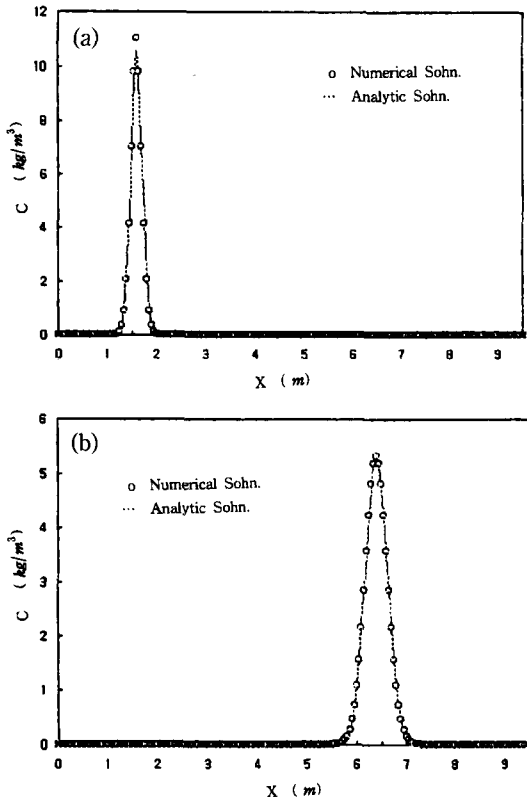 (a)
12
10
8
6
4
2
0
C ( kg/m³ )
o Numerical Sohn.
···· Analytic Sohn.
0 1 2 3 4 5 6 7 8 9
X ( m )
(b)
6
5
4
3
2
1
0
C ( kg/m³ )
o Numerical Sohn.
···· Analytic Sohn.
0 1 2 3 4 5 6 7 8 9
X ( m )